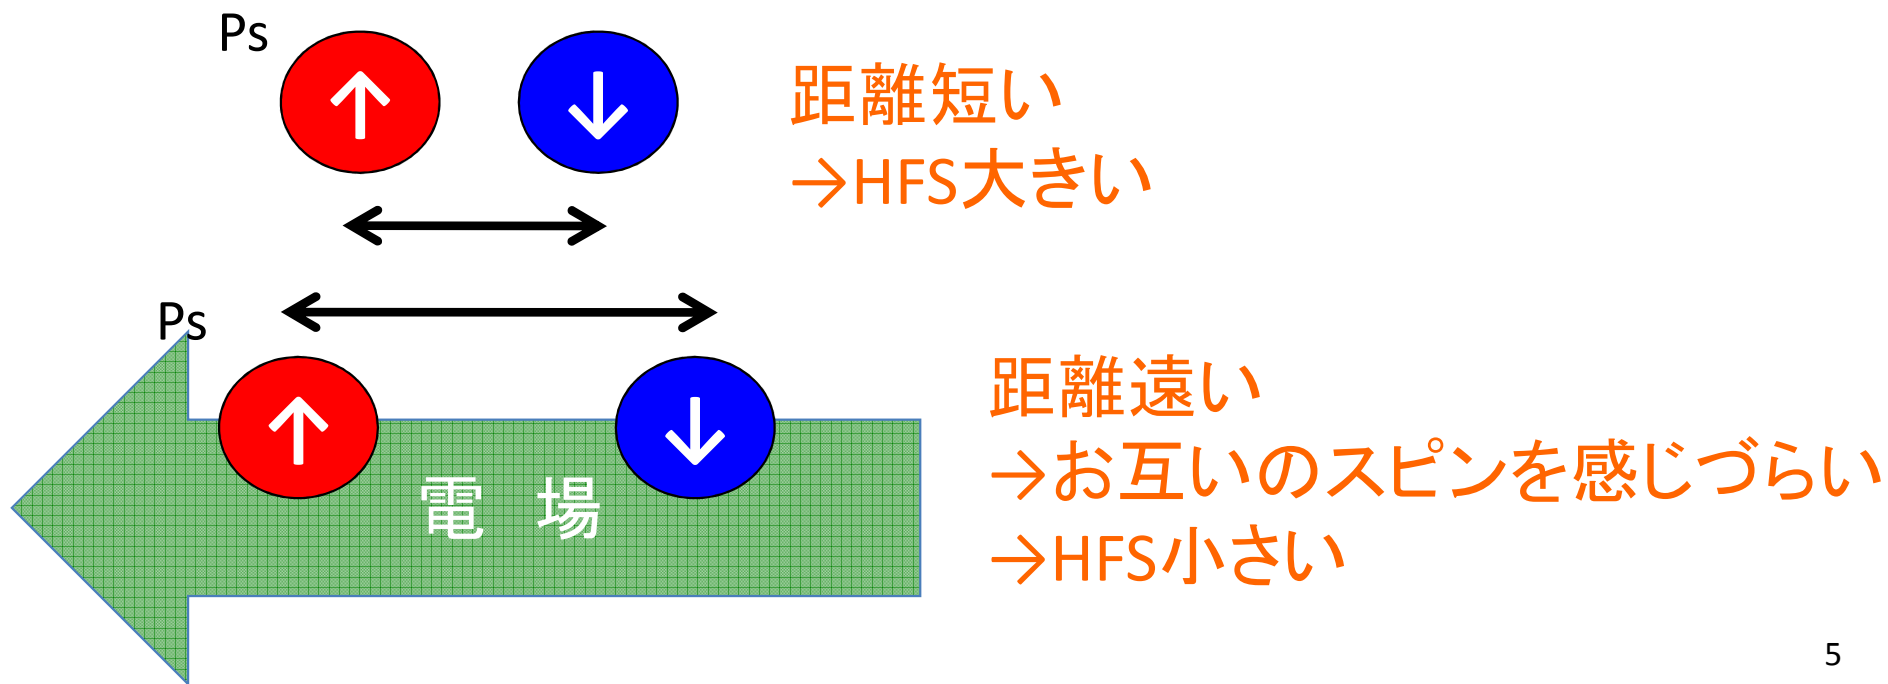 Ps
↑ ↓
距離短い
→HFS大きい
Ps
↑ ↓
電 場
距離遠い
→お互いのスピンを感じづらい
→HFS小さい
5